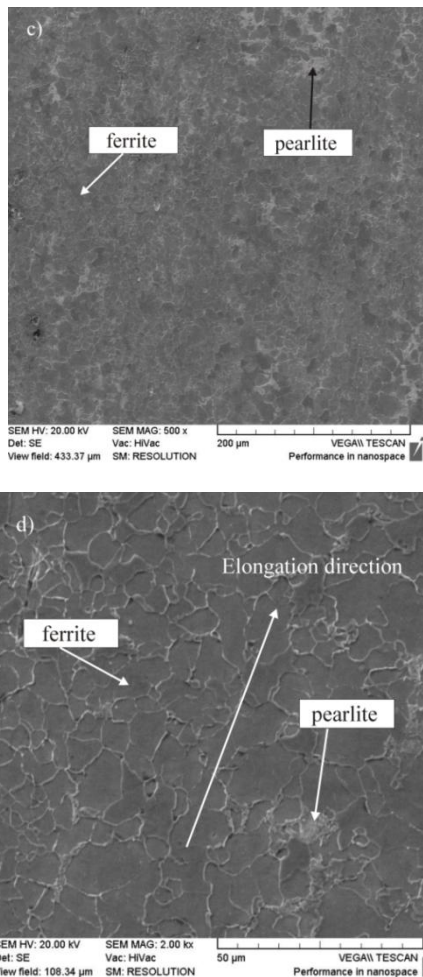 c)
ferrite
pearlite
SEM HV: 20.00 kV SEM MAG: 500 x
Det: SE Vac: HiVac 200 µm VEGA\\ TESCAN
View field: 433.37 µm SM: RESOLUTION Performance in nanospace
d)
Elongation direction
ferrite
pearlite
SEM HV: 20.00 kV SEM MAG: 2.00 kx
Det: SE Vac: HiVac 50 µm VEGA\\ TESCAN
View field: 108.34 µm SM: RESOLUTION Performance in nanospace